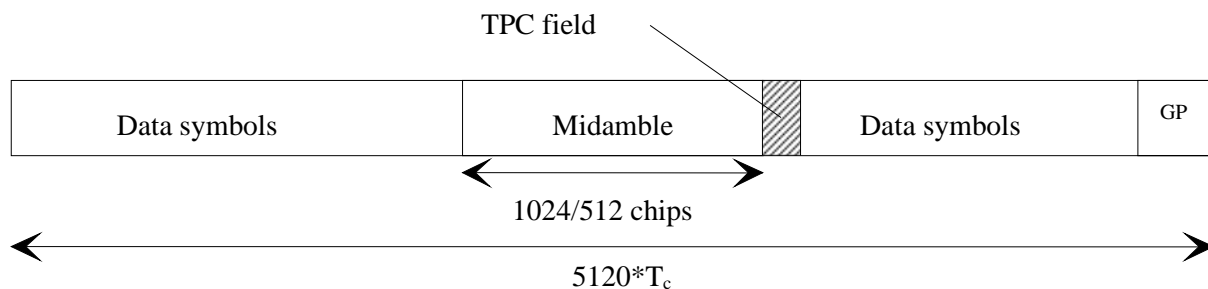 TPC field
Data symbols
Midamble
Data symbols
GP
1024/512 chips
5120*Tc